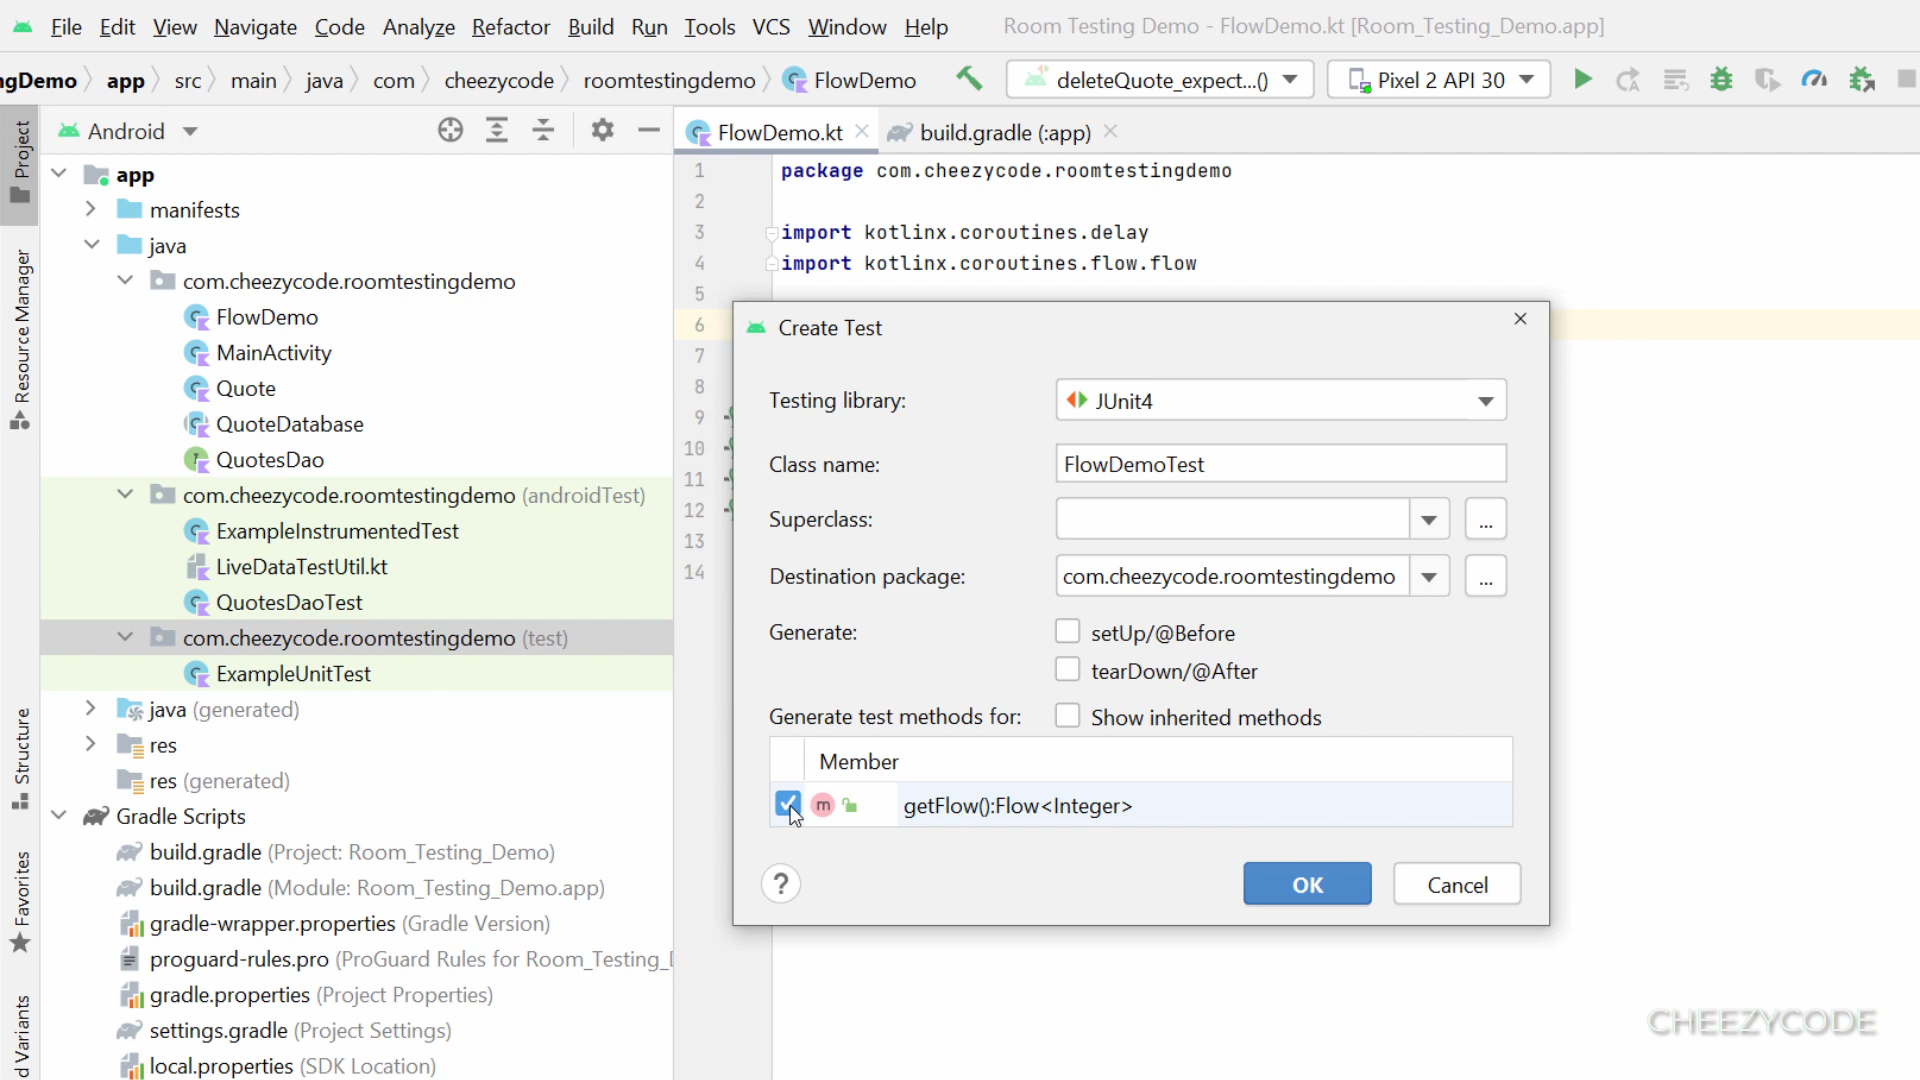 File Edit View Navigate Code Analyze Refactor Build Run Tools VCS Window Help Room Testing Demo - FlowDemo.kt [Room_Testing_Demo.app]
ngDemo app src main java com cheezycode roomtestingdemo FlowDemo deleteQuote_expect...() Pixel 2 API 30
Project
Resource Manager
Structure
Favorites
d Variants
Android
app
manifests
java
com.cheezycode.roomtestingdemo
FlowDemo
MainActivity
Quote
QuoteDatabase
QuotesDao
com.cheezycode.roomtestingdemo (androidTest)
ExampleInstrumentedTest
LiveDataTestUtil.kt
QuotesDaoTest
com.cheezycode.roomtestingdemo (test)
ExampleUnitTest
java (generated)
res
res (generated)
Gradle Scripts
build.gradle (Project: Room_Testing_Demo)
build.gradle (Module: Room_Testing_Demo.app)
gradle-wrapper.properties (Gradle Version)
proguard-rules.pro (ProGuard Rules for Room_Testing_
gradle.properties (Project Properties)
settings.gradle (Project Settings)
local.properties (SDK Location)
FlowDemo.kt build.gradle (:app)
1 package com.cheezycode.roomtestingdemo
2
3 import kotlinx.coroutines.delay
4 import kotlinx.coroutines.flow.flow
5
6
7
8
9
10
11
12
13
14
Create Test
Testing library: JUnit4
Class name: FlowDemoTest
Superclass: ...
Destination package: com.cheezycode.roomtestingdemo ...
Generate: setUp/@Before
tearDown/@After
Generate test methods for: Show inherited methods
Member
m getFlow():Flow<Integer>
? OK Cancel
CHEEZYCODE